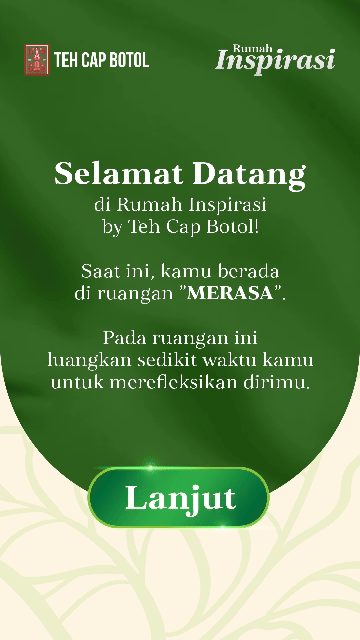 TEH CAP BOTOL
Rumah
Inspirasi
Selamat Datang
di Rumah Inspirasi
by Teh Cap Botol!
Saat ini, kamu berada
di ruangan "MERASA".
Pada ruangan ini
luangkan sedikit waktu kamu
untuk merefleksikan dirimu.
Lanjut